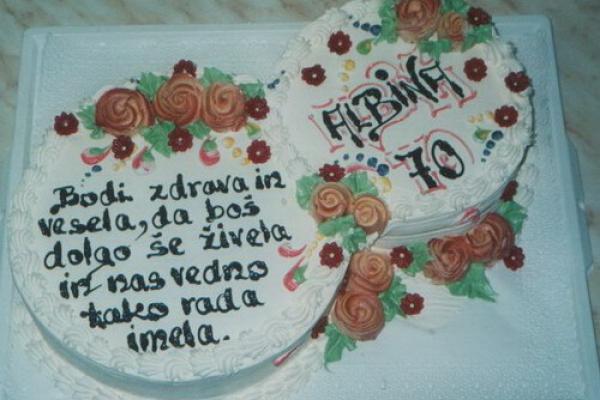 Bodi zdrava in
vesela, da boš
dolgo še živela
in nas vedno
tako rada
imela.
ALBINA
70